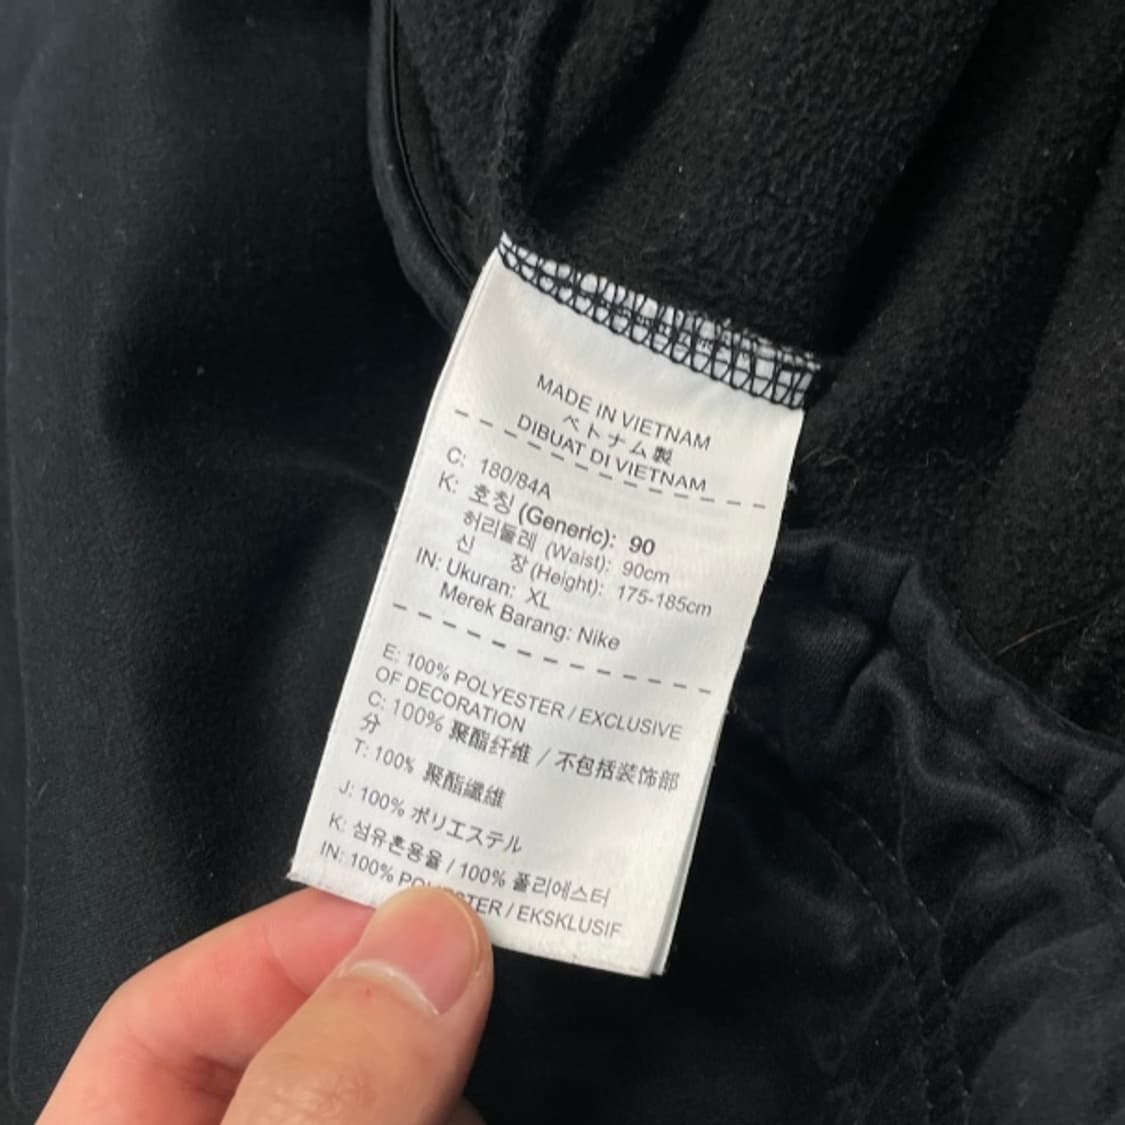 MADE IN VIETNAM
ベトナム製
DIBUAT DI VIETNAM
C: 180/84A
K: 호칭 (Generic): 90
허리둘레 (Waist): 90cm
신 장 (Height): 175-185cm
IN: Ukuran: XL
Merek Barang: Nike
E: 100% POLYESTER / EXCLUSIVE
OF DECORATION
C: 100% 聚酯纤维 / 不包括装饰部
分
T: 100% 聚酯纖維
J: 100% ポリエステル
K: 섬유혼용율 / 100% 폴리에스터
IN: 100% / EKSKLUSIF